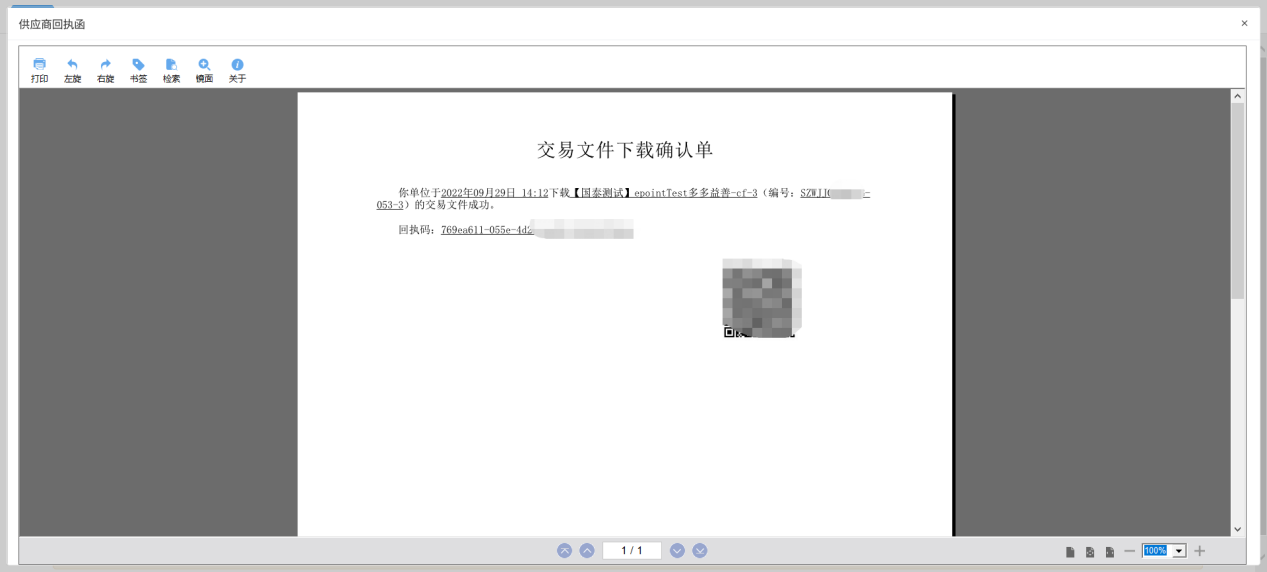 供应商回执函
×
打印 左旋 右旋 书签 检索 镜面 关于
交易文件下载确认单
你单位于2022年09月29日 14:12下载【国泰测试】epointTest多多益善-cf-3（编号：SZWJJ
053-3）的交易文件成功。
回执码：769ea611-055e-4d2
1 / 1
100%